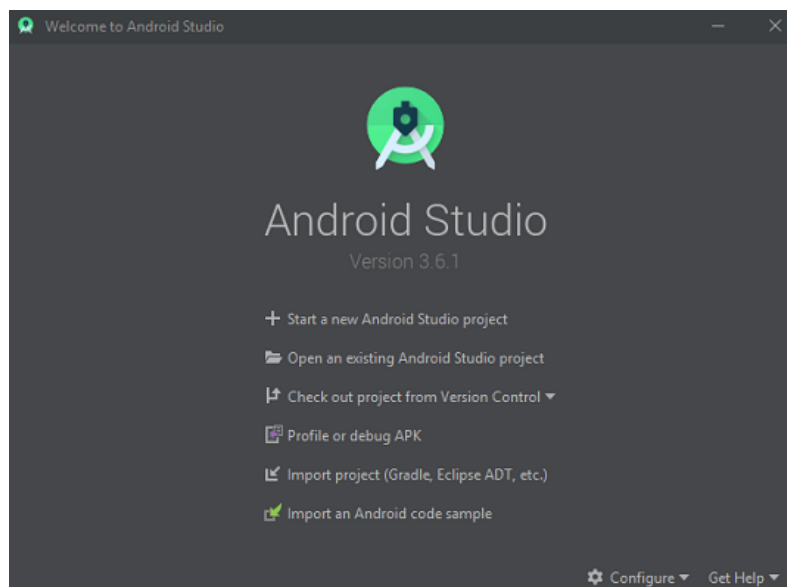 Welcome to Android Studio
Android Studio
Version 3.6.1
Start a new Android Studio project
Open an existing Android Studio project
Check out project from Version Control
Profile or debug APK
Import project (Gradle, Eclipse ADT, etc.)
Import an Android code sample
Configure Get Help